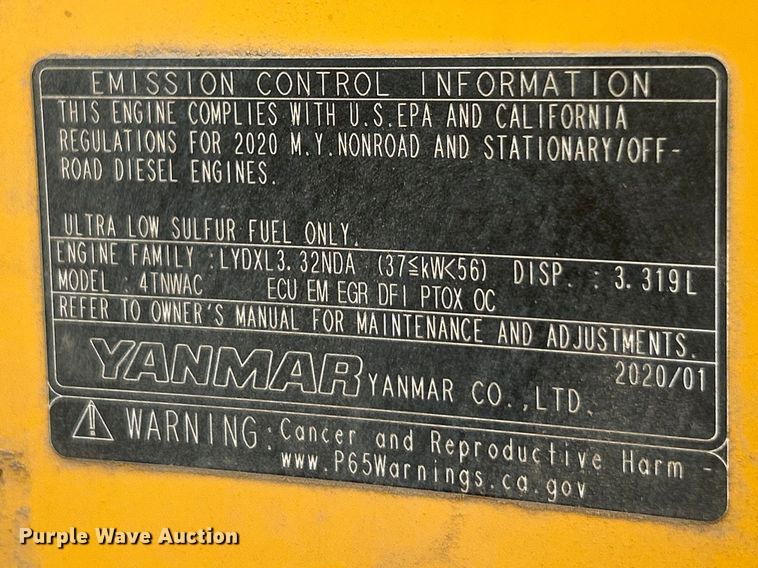 EMISSION CONTROL INFORMATION
THIS ENGINE COMPLIES WITH U.S.EPA AND CALIFORNIA
REGULATIONS FOR 2020 M.Y.NONROAD AND STATIONARY/OFF-
ROAD DIESEL ENGINES.
ULTRA LOW SULFUR FUEL ONLY.
ENGINE FAMILY :LYDXL3.32NDA (37≦kW<56) DISP. : 3.319L
MODEL : 4TNWAC ECU EM EGR DFI PTOX OC
REFER TO OWNER'S MANUAL FOR MAINTENANCE AND ADJUSTMENTS.
YANMAR YANMAR CO.,LTD. 2020/01
WARNING:Cancer and Reproductive Harm -
www.P65Warnings.ca.gov
Purple Wave Auction